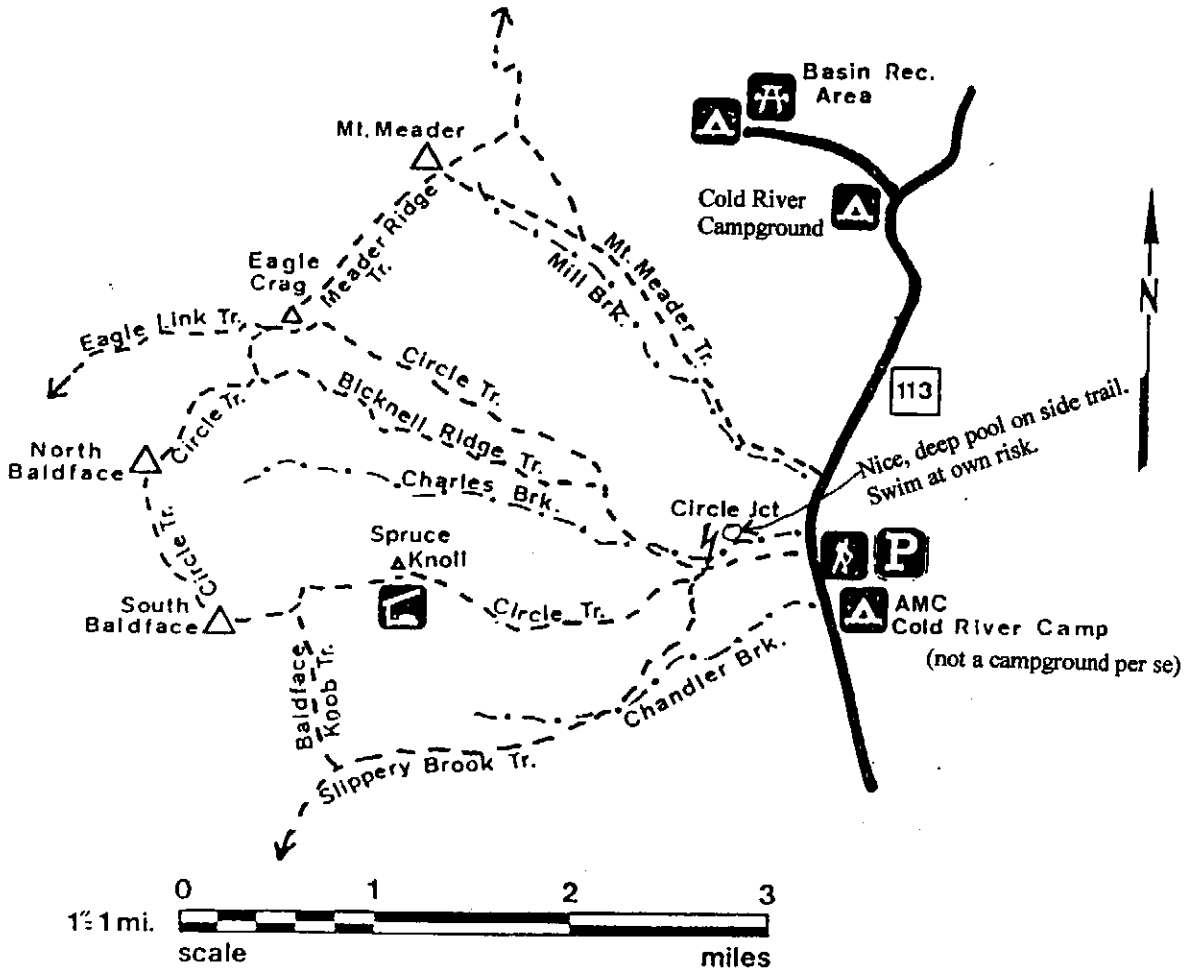 Basin Rec.
Area
Mt. Meader
Cold River
Campground
Mt. Meader Tr.
Mill Brk.
Meader Ridge
Tr.
Eagle
Crag
N
Eagle Link Tr.
Circle Tr.
113
Bicknell Ridge Tr.
Circle Tr.
North
Baldface
Nice, deep pool on side trail.
Swim at own risk.
Charles Brk.
Circle Jct
Circle Tr.
Spruce
Knoll
P
South
Baldface
Circle Tr.
AMC
Cold River Camp
(not a campground per se)
Baldface
Knob Tr.
Chandler Brk.
Slippery Brook Tr.
0 1 2 3
1"=1 mi.
scale miles